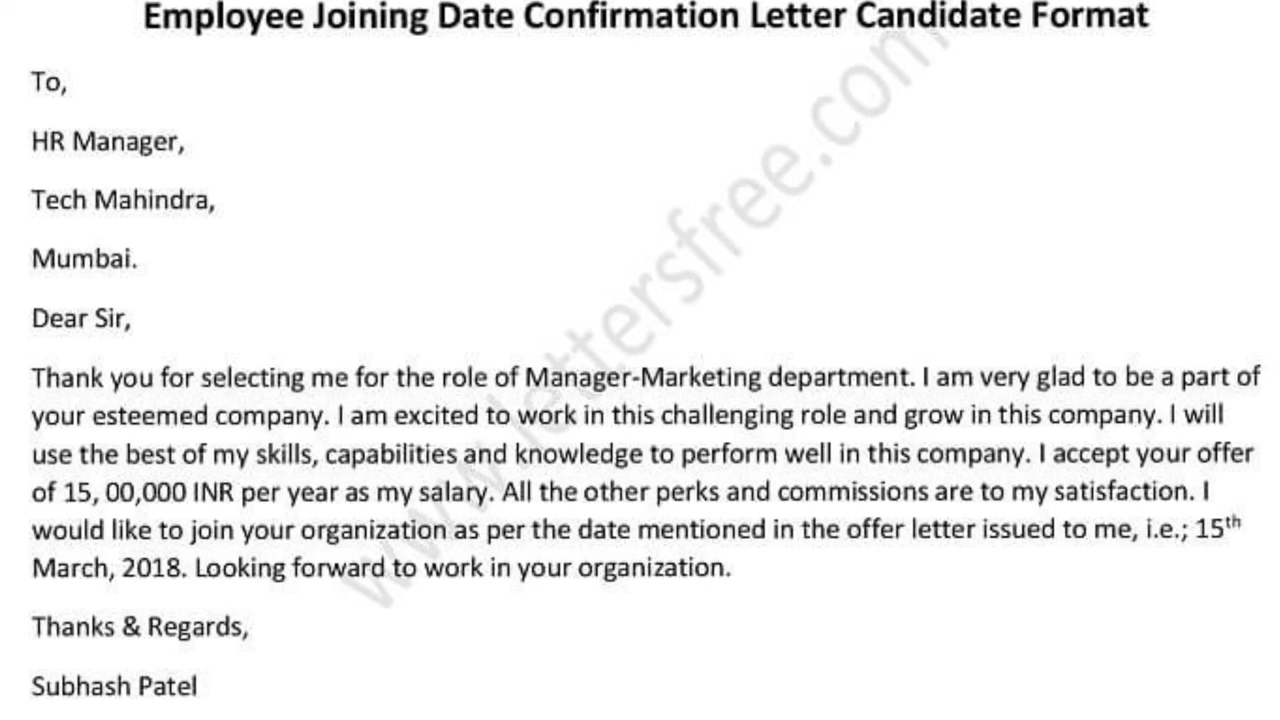 Employee Joining Date Confirmation Letter Candidate Format
To,
HR Manager,
Tech Mahindra,
Mumbai.
Dear Sir,
Thank you for selecting me for the role of Manager-Marketing department. I am very glad to be a part of
your esteemed company. I am excited to work in this challenging role and grow in this company. I will
use the best of my skills, capabilities and knowledge to perform well in this company. I accept your offer
of 15, 00,000 INR per year as my salary. All the other perks and commissions are to my satisfaction. I
would like to join your organization as per the date mentioned in the offer letter issued to me, i.e.; 15th
March, 2018. Looking forward to work in your organization.
Thanks & Regards,
Subhash Patel
www.lettersfree.com